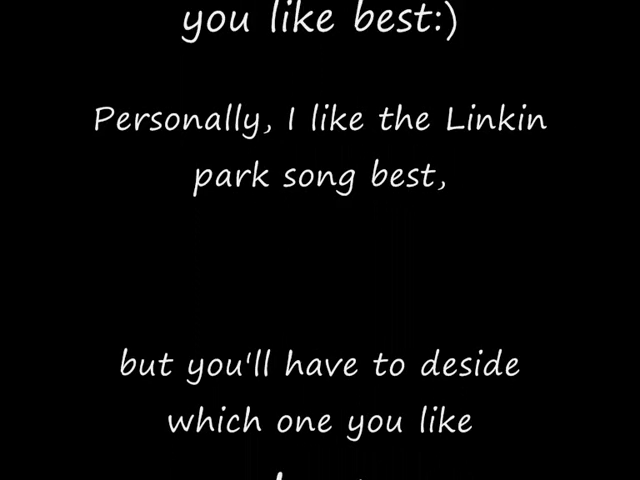 you like best:)
Personally, I like the Linkin
park song best,
but you'll have to deside
which one you like